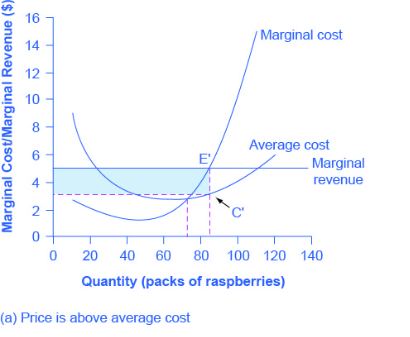 Marginal Cost/Marginal Revenue ($)
16
14
12
10
8
6
4
2
0
Marginal cost
Average cost
Marginal
revenue
E'
C'
0 20 40 60 80 100 120 140
Quantity (packs of raspberries)
(a) Price is above average cost